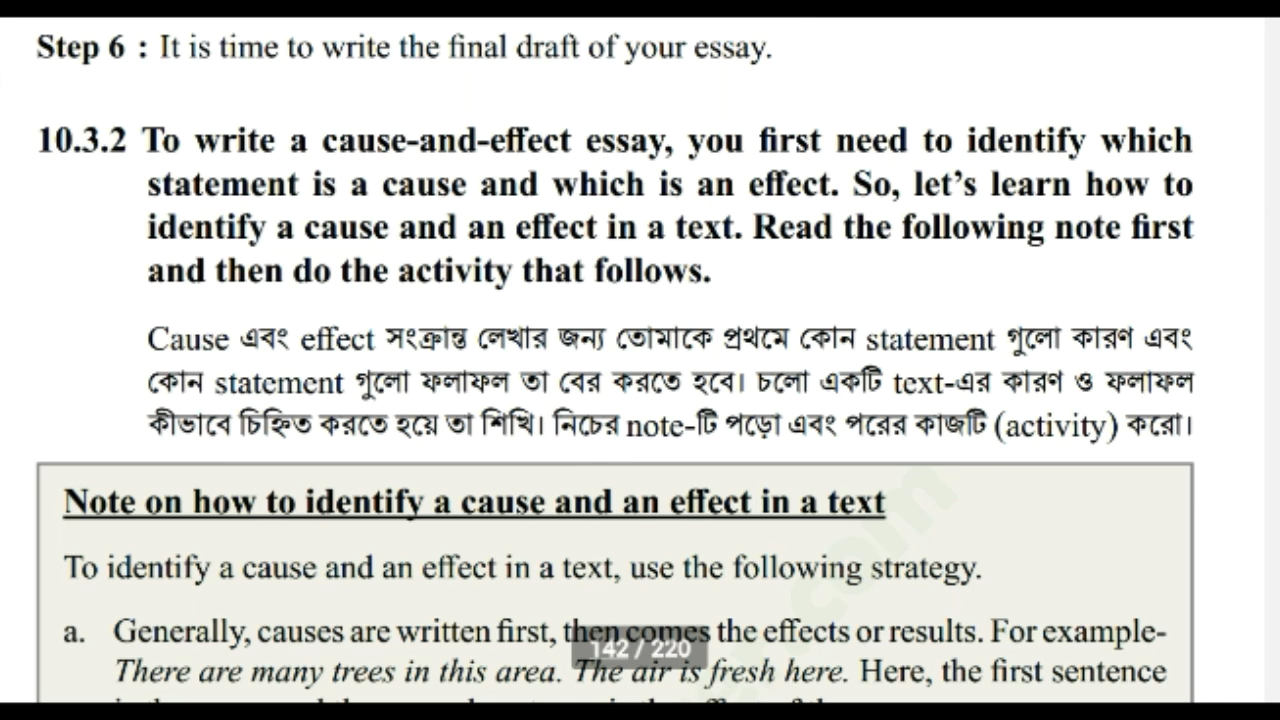 Step 6 : It is time to write the final draft of your essay.
10.3.2 To write a cause-and-effect essay, you first need to identify which
statement is a cause and which is an effect. So, let’s learn how to
identify a cause and an effect in a text. Read the following note first
and then do the activity that follows.
Cause এবং effect সংক্রান্ত লেখার জন্য তোমাকে প্রথমে কোন statement গুলো কারণ এবং
কোন statement গুলো ফলাফল তা বের করতে হবে। চলো একটি text-এর কারণ ও ফলাফল
কীভাবে চিহ্নিত করতে হয়ে তা শিখি। নিচের note-টি পড়ো এবং পরের কাজটি (activity) করো।
Note on how to identify a cause and an effect in a text
To identify a cause and an effect in a text, use the following strategy.
a. Generally, causes are written first, then comes the effects or results. For example-
142 / 220
There are many trees in this area. The air is fresh here. Here, the first sentence